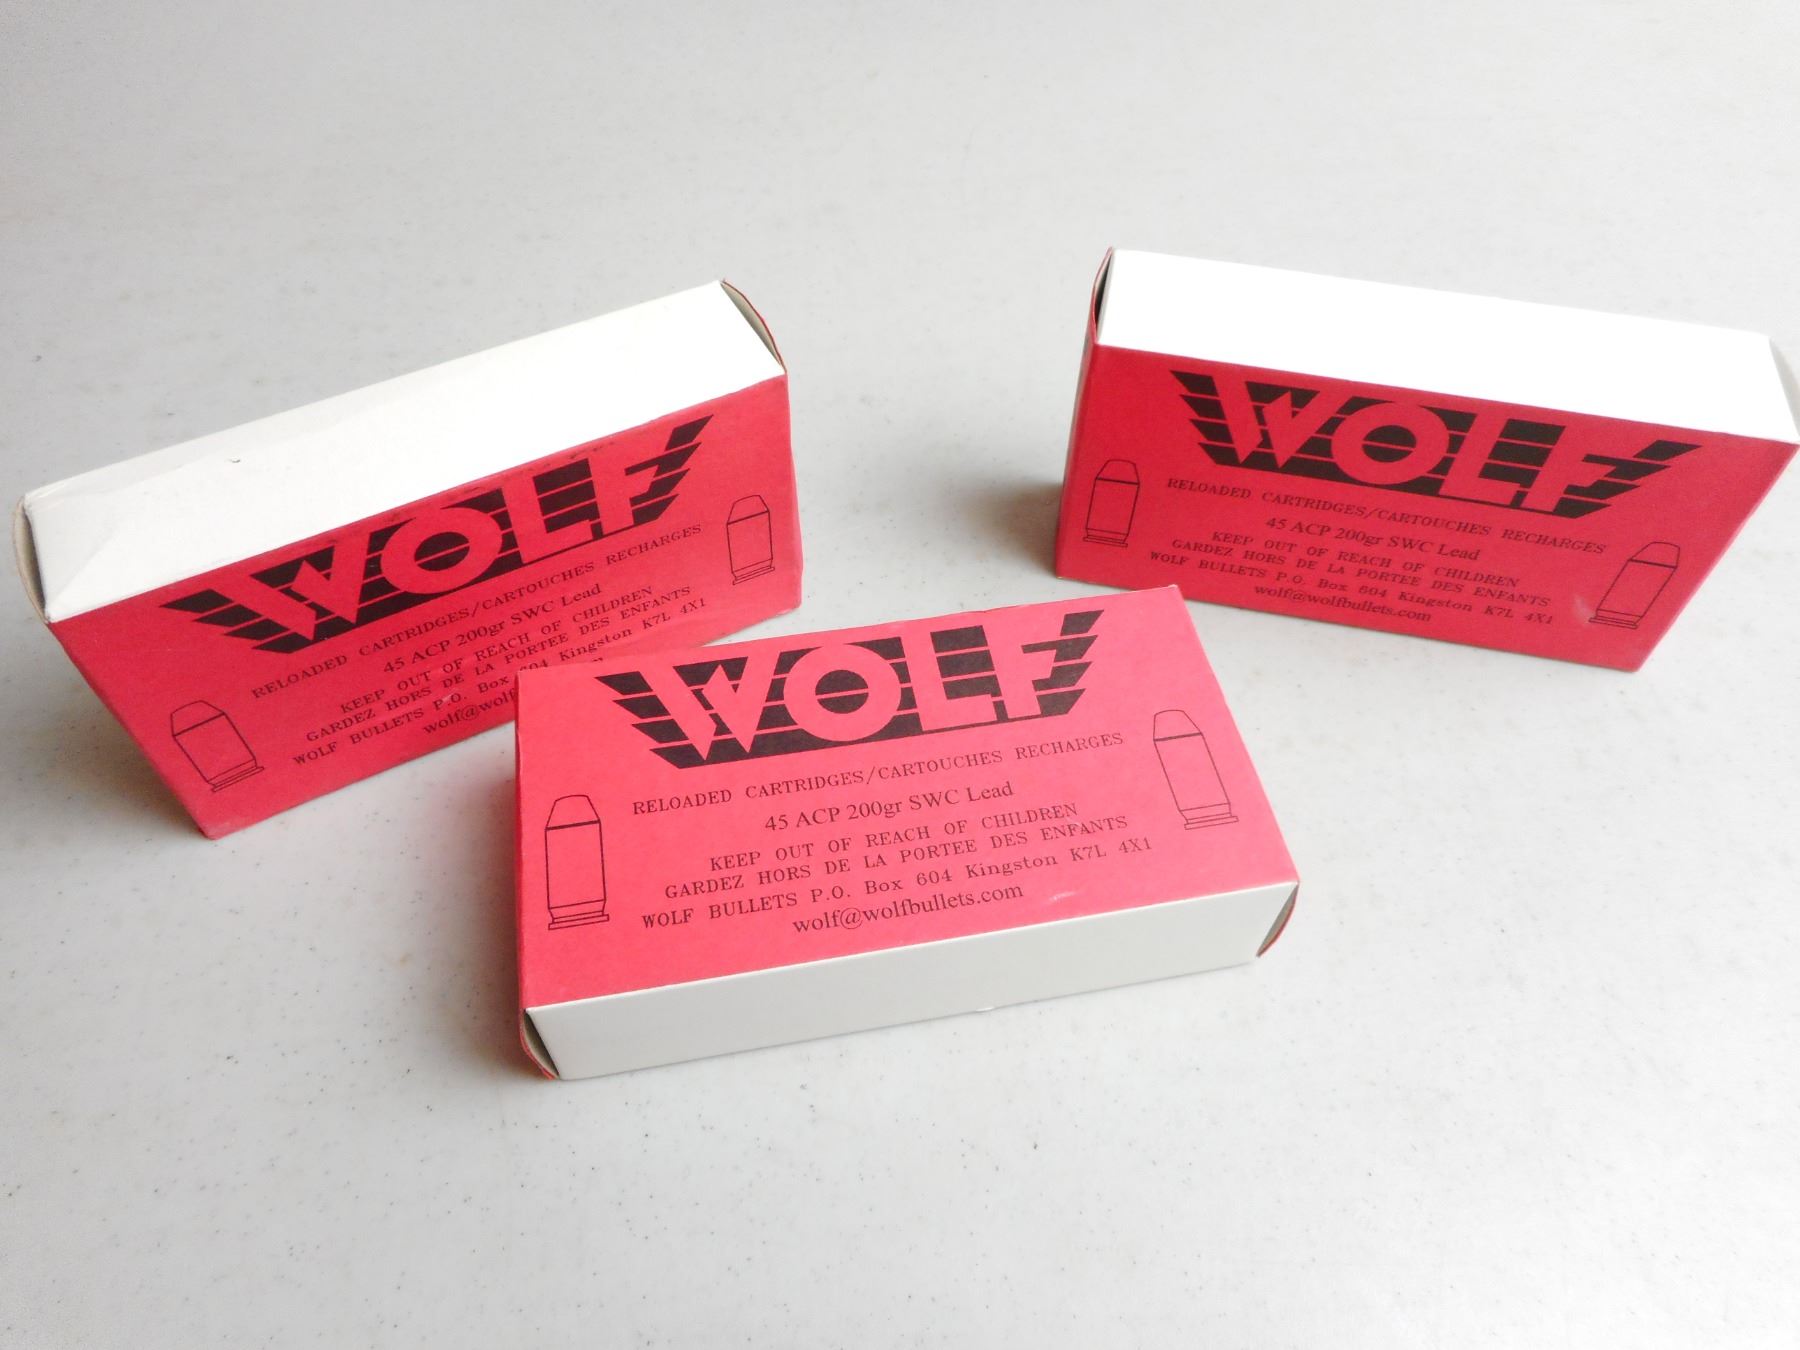 WOLF
RELOADED CARTRIDGES/CARTOUCHES RECHARGES
45 ACP 200gr SWC Lead
KEEP OUT OF REACH OF CHILDREN
GARDEZ HORS DE LA PORTEE DES ENFANTS
WOLF BULLETS P.O. Box 604 Kingston K7L 4X1
wolf@wolf
WOLF
RELOADED CARTRIDGES/CARTOUCHES RECHARGES
45 ACP 200gr SWC Lead
KEEP OUT OF REACH OF CHILDREN
GARDEZ HORS DE LA PORTEE DES ENFANTS
WOLF BULLETS P.O. Box 604 Kingston K7L 4X1
wolf@wolfbullets.com
WOLF
RELOADED CARTRIDGES/CARTOUCHES RECHARGES
45 ACP 200gr SWC Lead
KEEP OUT OF REACH OF CHILDREN
GARDEZ HORS DE LA PORTEE DES ENFANTS
WOLF BULLETS P.O. Box 604 Kingston K7L 4X1
wolf@wolfbullets.com